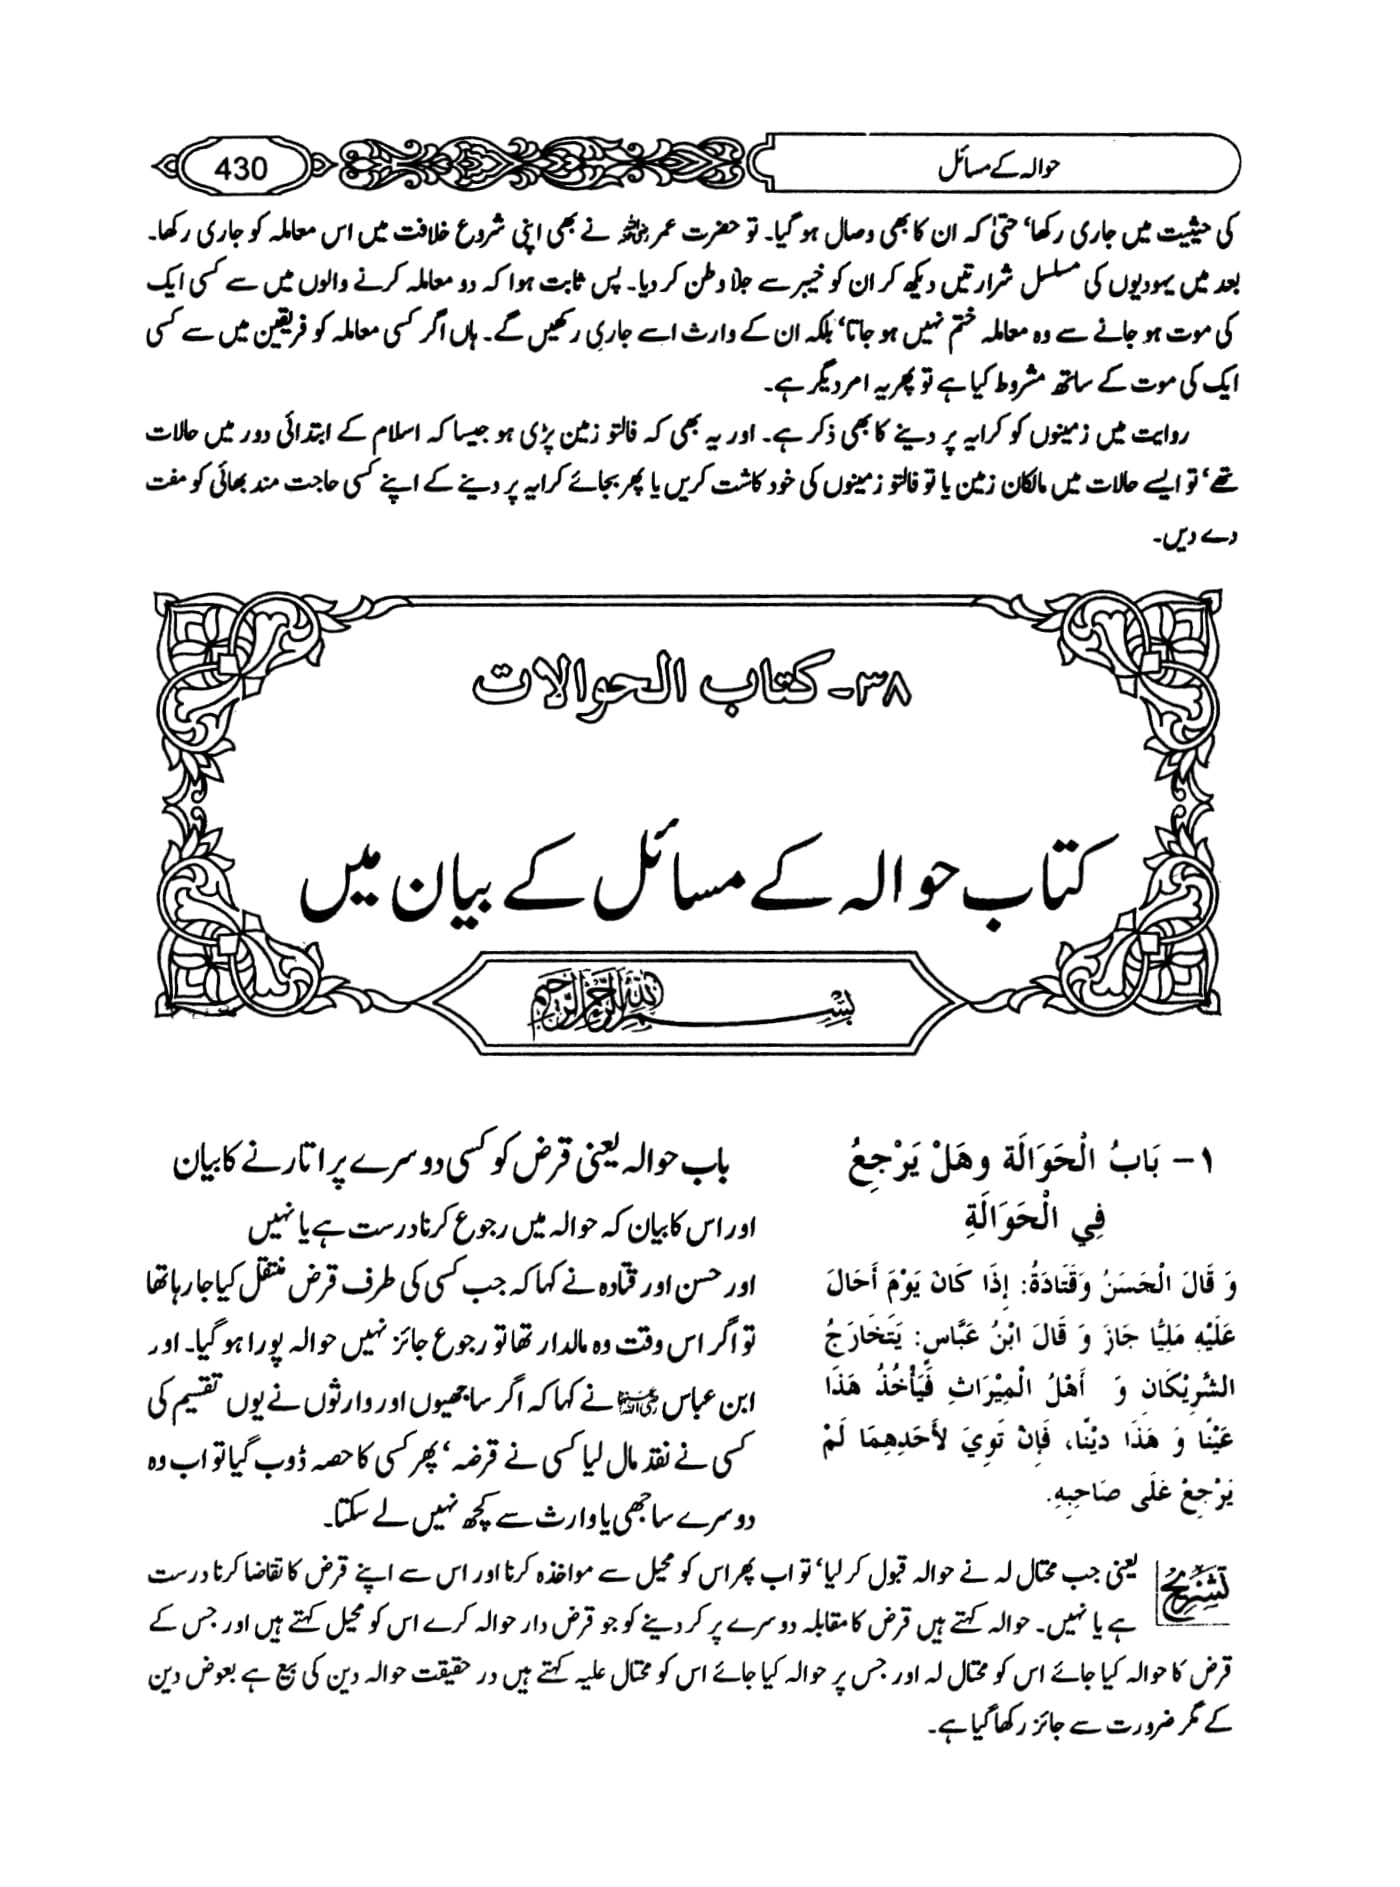 حوالہ کے مسائل
430
کی حیثیت میں جاری رکھا' حتیٰ کہ ان کا بھی وصال ہو گیا۔ تو حضرت عمر رضی اللہ عنہ نے بھی اپنی شروع خلافت میں اس معاملہ کو جاری رکھا۔
بعد میں یہودیوں کی مسلسل شرارتیں دیکھ کر ان کو خیبر سے جلا وطن کر دیا۔ پس ثابت ہوا کہ دو معاملہ کرنے والوں میں سے کسی ایک
کی موت ہو جانے سے وہ معاملہ ختم نہیں ہو جاتا' بلکہ ان کے وارث اسے جاری رکھیں گے۔ ہاں اگر کسی معاملہ کو فریقین میں سے کسی
ایک کی موت کے ساتھ مشروط کیا ہے تو پھر یہ امر دیگر ہے۔
روایت میں زمینوں کو کرایہ پر دینے کا بھی ذکر ہے۔ اور یہ بھی کہ فالتو زمین پڑی ہو جیسا کہ اسلام کے ابتدائی دور میں حالات
تھے' تو ایسے حالات میں مالکان زمین یا تو فالتو زمینوں کی خود کاشت کریں یا پھر بجائے کرایہ پر دینے کے اپنے کسی حاجت مند بھائی کو مفت
دے دیں۔
۳۸- کتاب الحوالات
کتاب حوالہ کے مسائل کے بیان میں
بسم الله الرحمن الرحيم
١- بَابُ الْحَوَالَة وهَلْ يَرْجِعُ
فِي الْحَوَالَةِ
وَ قَالَ الْحَسَنُ وَقَتَادَةُ: إِذَا كَانَ يَوْمَ أَحَالَ
عَلَيْهِ مَلِيًّا جَازَ وَ قَالَ ابْنُ عَبَّاسٍ: يَتَخَارَجُ
الشَّرِيْكَانِ وَ أَهْلُ الْمِيْرَاثِ فَيَأْخُذُ هَذَا
عَيْنًا وَ هَذَا دَيْنًا، فَإِنْ تَوِيَ لأَحَدِهِمَا لَمْ
يَرْجِعْ عَلَى صَاحِبِهِ.
باب حوالہ یعنی قرض کو کسی دوسرے پر اتارنے کا بیان
اور اس کا بیان کہ حوالہ میں رجوع کرنا درست ہے یا نہیں
اور حسن اور قتادہ نے کہا کہ جب کسی کی طرف قرض منتقل کیا جا رہا تھا
تو اگر اس وقت وہ مالدار تھا تو رجوع جائز نہیں حوالہ پورا ہو گیا۔ اور
ابن عباس رضی اللہ عنہما نے کہا کہ اگر ساجھیوں اور وارثوں نے یوں تقسیم کی
کسی نے نقد مال لیا کسی نے قرضہ' پھر کسی کا حصہ ڈوب گیا تو اب وہ
دوسرے ساجھی یا وارث سے کچھ نہیں لے سکتا۔
تشریح
یعنی جب محتال لہ نے حوالہ قبول کر لیا' تو اب پھر اس کو محیل سے مواخذہ کرنا اور اس سے اپنے قرض کا تقاضا کرنا درست
ہے یا نہیں۔ حوالہ کہتے ہیں قرض کا مقابلہ دوسرے پر کر دینے کو جو قرض دار حوالہ کرے اس کو محیل کہتے ہیں اور جس کے
قرض کا حوالہ کیا جائے اس کو محتال لہ اور جس پر حوالہ کیا جائے اس کو محتال علیہ کہتے ہیں در حقیقت حوالہ دین کی بیع ہے بعوض دین
کے مگر ضرورت سے جائز رکھا گیا ہے۔